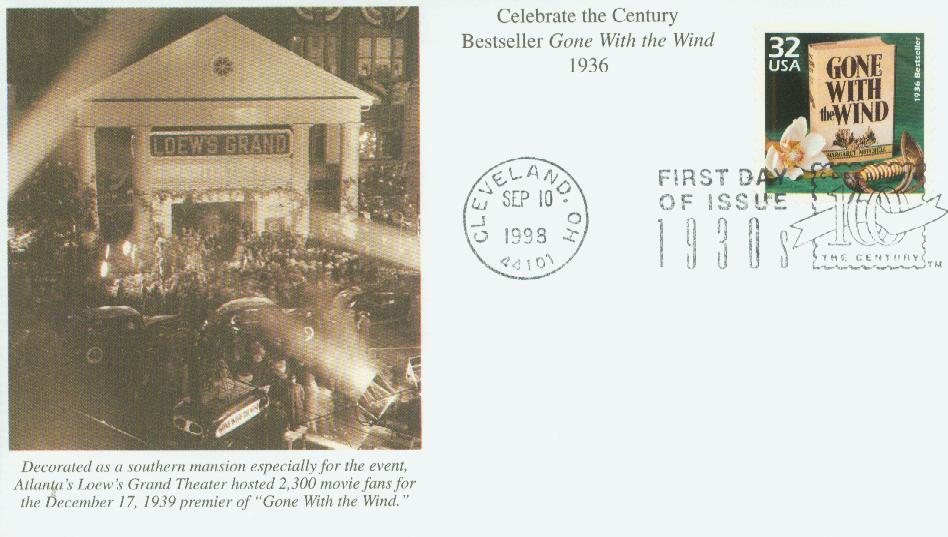 Celebrate the Century
Bestseller Gone With the Wind
1936
32
USA
1936 Bestseller
GONE
WITH
the WIND
MARGARET MITCHELL
LOEW'S GRAND
CLEVELAND, OH
SEP 10
1998
44101
FIRST DAY
OF ISSUE
1930s
100
THE CENTURY
TM
Decorated as a southern mansion especially for the event,
Atlanta's Loew's Grand Theater hosted 2,300 movie fans for
the December 17, 1939 premier of "Gone With the Wind."